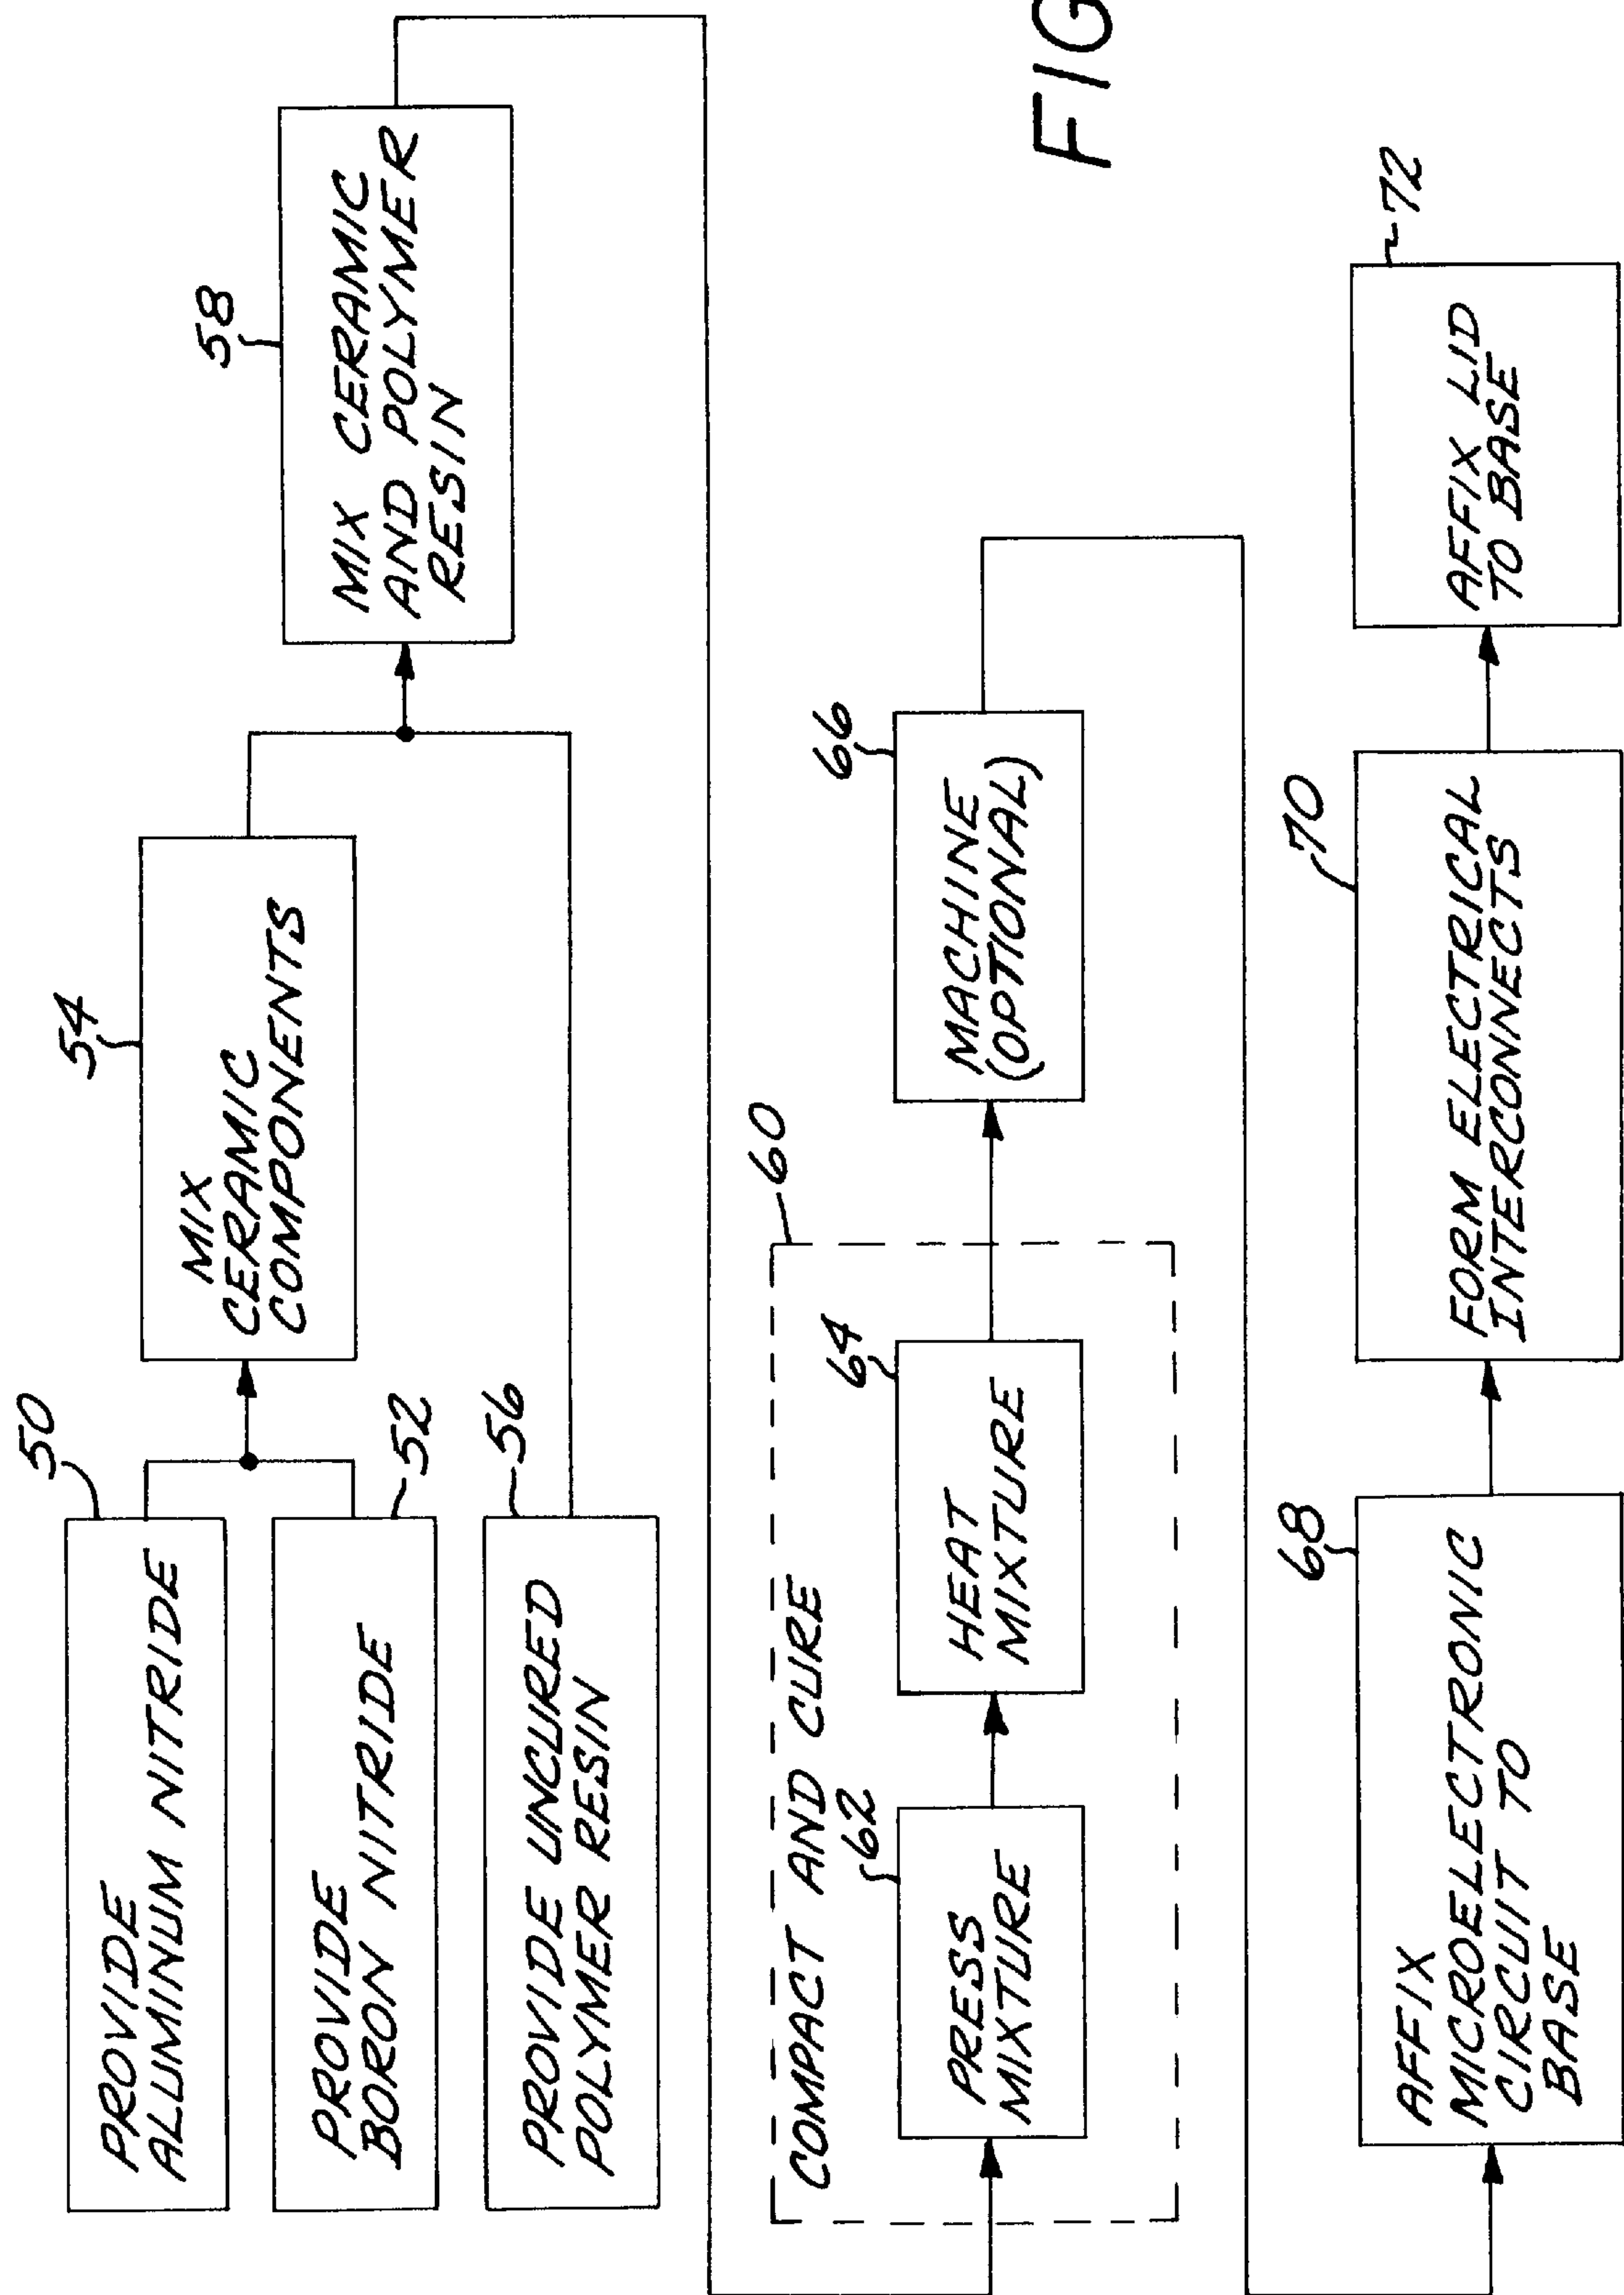 50
PROVIDE
ALUMINUM NITRIDE
PROVIDE
BORON NITRIDE
52
PROVIDE UNCURED
POLYMER RESIN
56
54
MIX
CERAMIC
COMPONENTS
58
MIX CERAMIC
AND POLYMER
RESIN
60
COMPACT AND CURE
62
PRESS
MIXTURE
64
HEAT
MIXTURE
66
MACHINE
(OPTIONAL)
68
AFFIX
MICROELECTRONIC
CIRCUIT TO
BASE
70
FORM ELECTRICAL
INTERCONNECTS
72
AFFIX LID
TO BASE
FIG